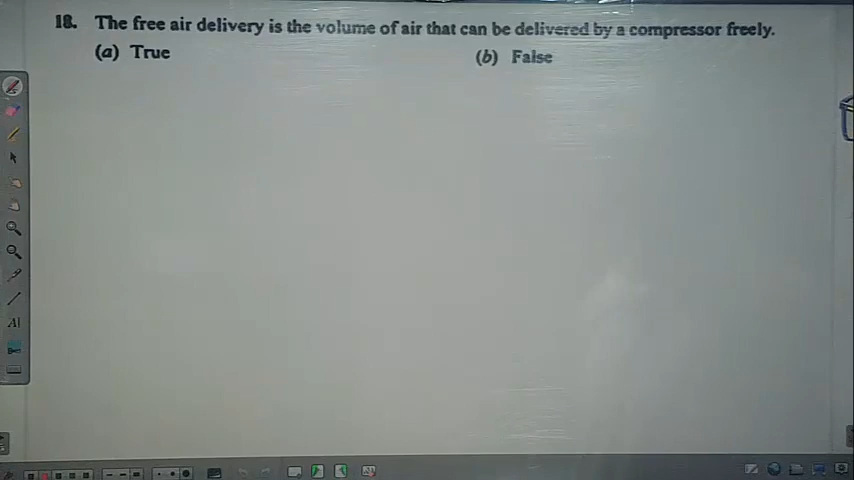 18. The free air delivery is the volume of air that can be delivered by a compressor freely.
(a) True (b) False